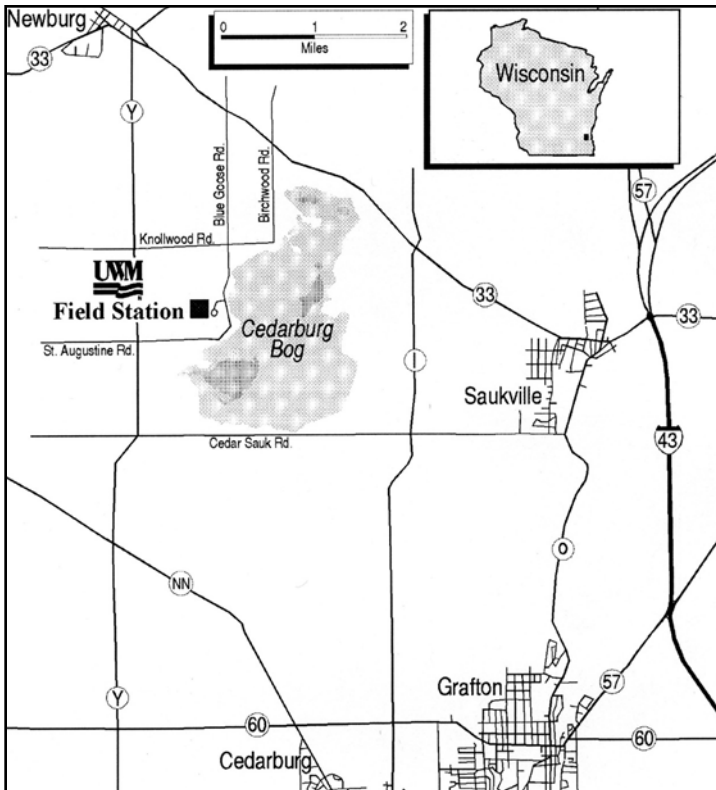 Newburg
0 1 2
Miles
Wisconsin
33
Y
Blue Goose Rd.
Birchwood Rd.
57
Knollwood Rd.
UWM
Field Station
33
33
Cedarburg
Bog
St. Augustine Rd.
I
Saukville
Cedar Sauk Rd.
43
O
NN
Grafton
57
Y
60
60
Cedarburg